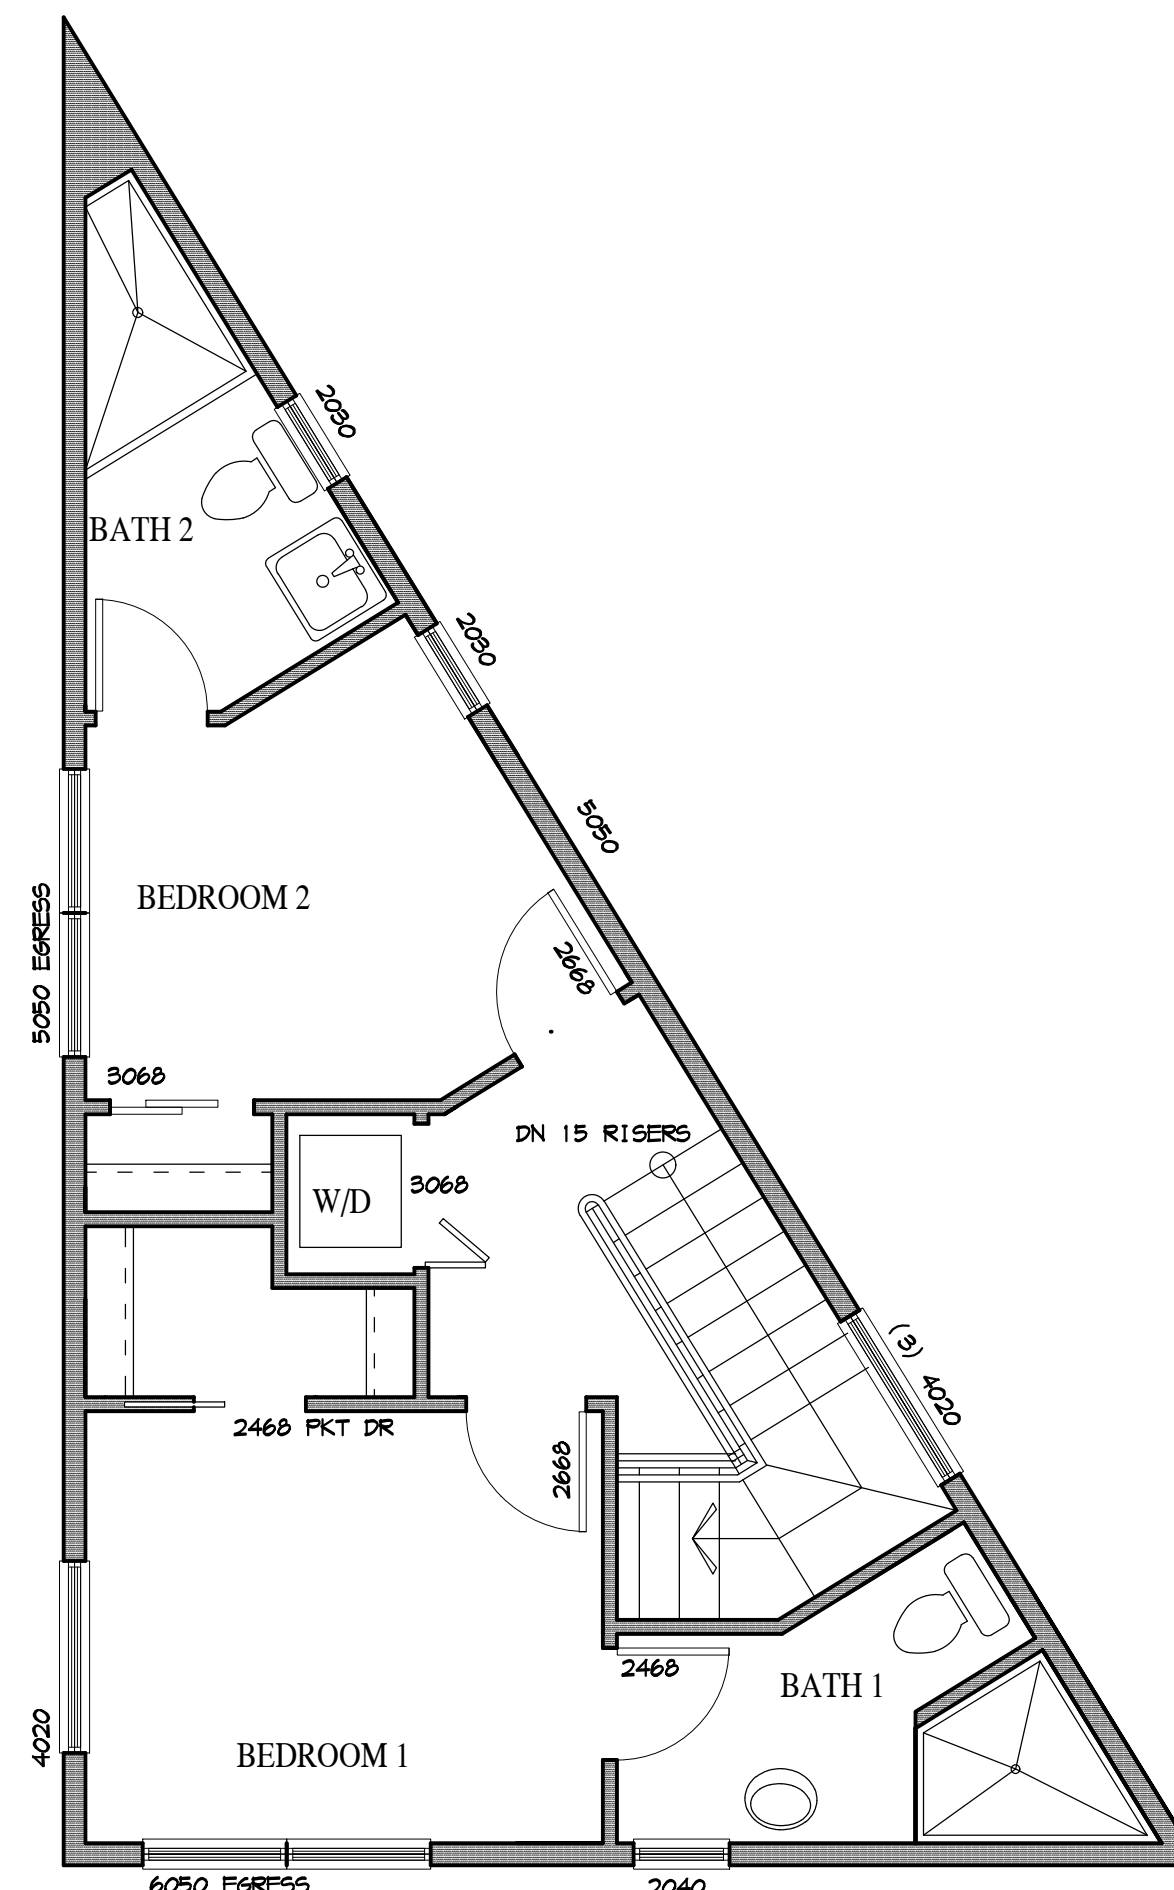 2030
BATH 2
2030
5050
BEDROOM 2
5050 EGRESS
2668
3068
DN 15 RISERS
W/D
3068
(3) 4020
2468 PKT DR
2668
2468
BATH 1
4020
BEDROOM 1
6050 EGRESS
2040